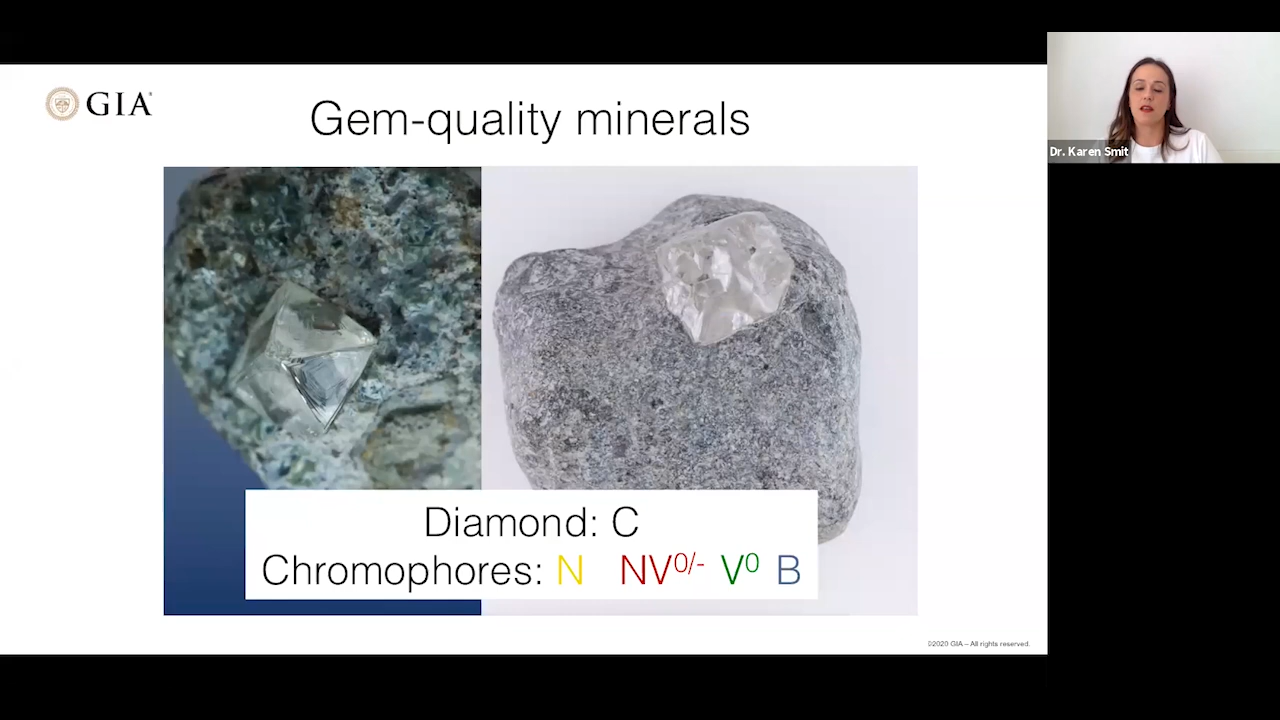 GIA
Gem-quality minerals
Dr. Karen Smit
Diamond: C
Chromophores: N NV⁰/⁻ V⁰ B
©2020 GIA – All rights reserved.